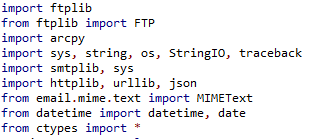 import ftplib
from ftplib import FTP
import arcpy
import sys, string, os, StringIO, traceback
import smtplib, sys
import httplib, urllib, json
from email.mime.text import MIMEText
from datetime import datetime, date
from ctypes import *